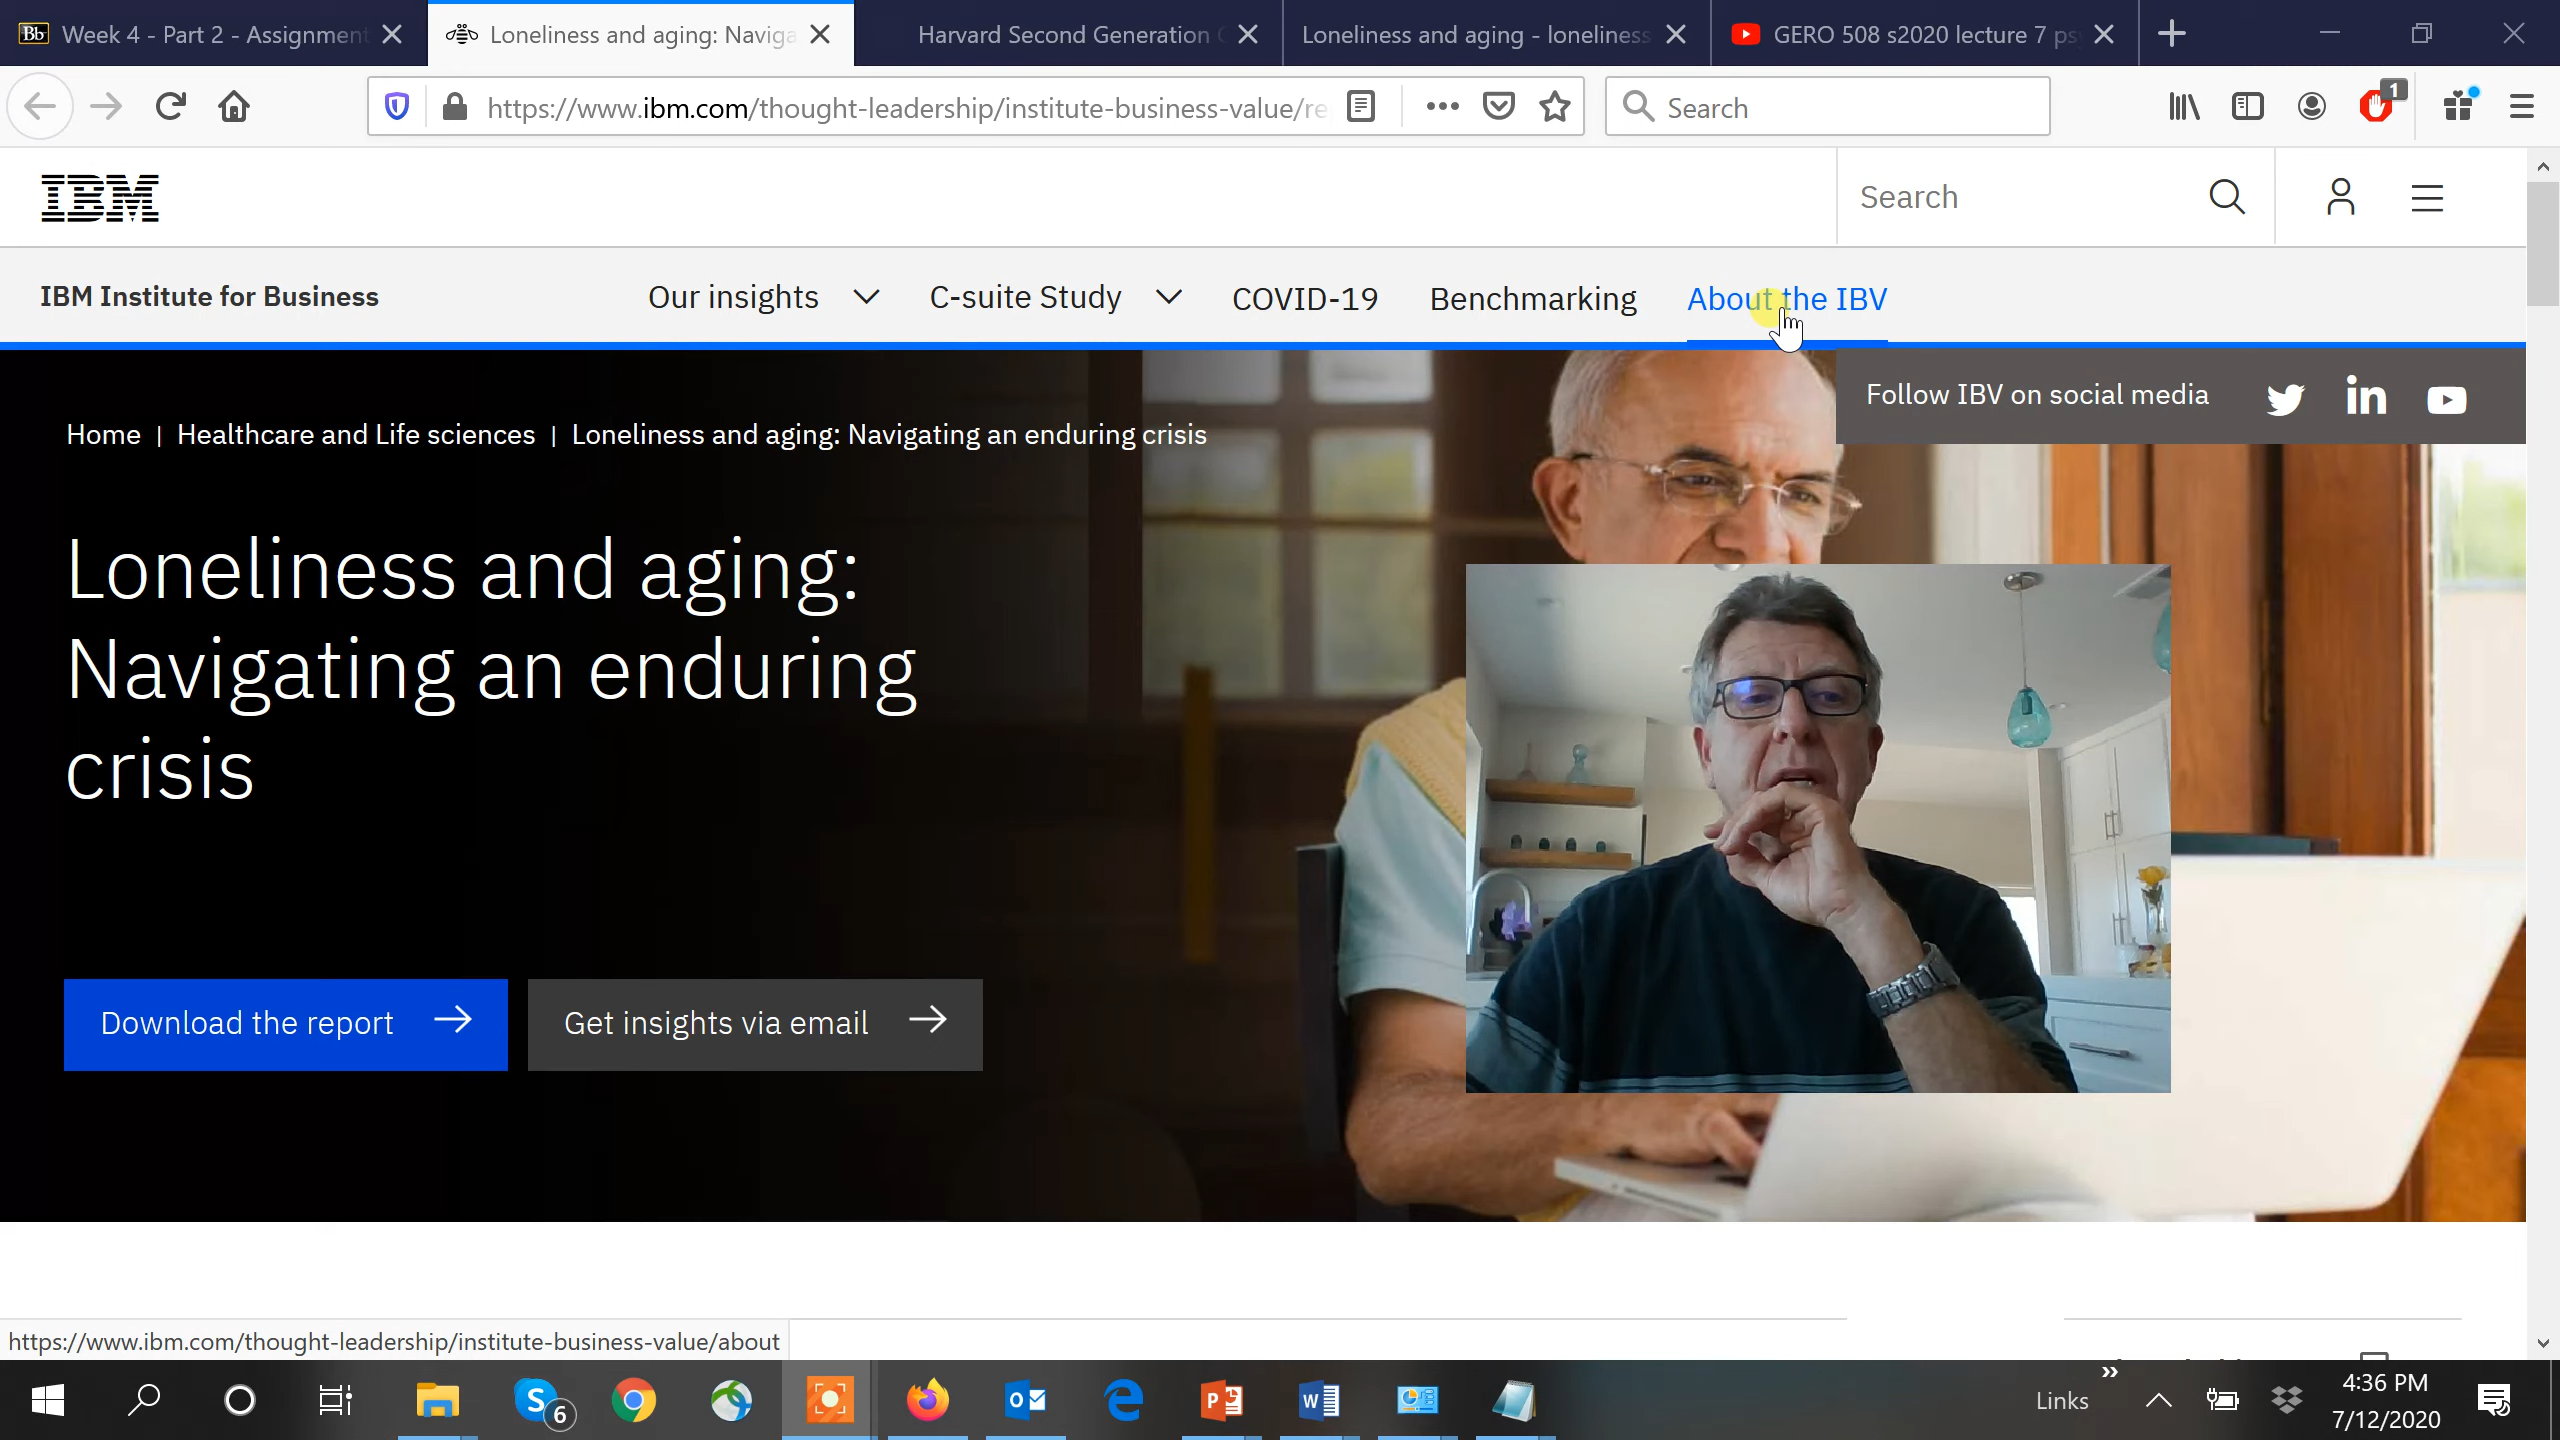 Bb Week 4 - Part 2 - Assignment
Loneliness and aging: Naviga
Harvard Second Generation
Loneliness and aging - loneliness
GERO 508 s2020 lecture 7 ps
https://www.ibm.com/thought-leadership/institute-business-value/re
Search
1
IBM
Search
IBM Institute for Business
Our insights
C-suite Study
COVID-19
Benchmarking
About the IBV
Follow IBV on social media
Home | Healthcare and Life sciences | Loneliness and aging: Navigating an enduring crisis
Loneliness and aging:
Navigating an enduring
crisis
Download the report
Get insights via email
https://www.ibm.com/thought-leadership/institute-business-value/about
6
Links
4:36 PM
7/12/2020